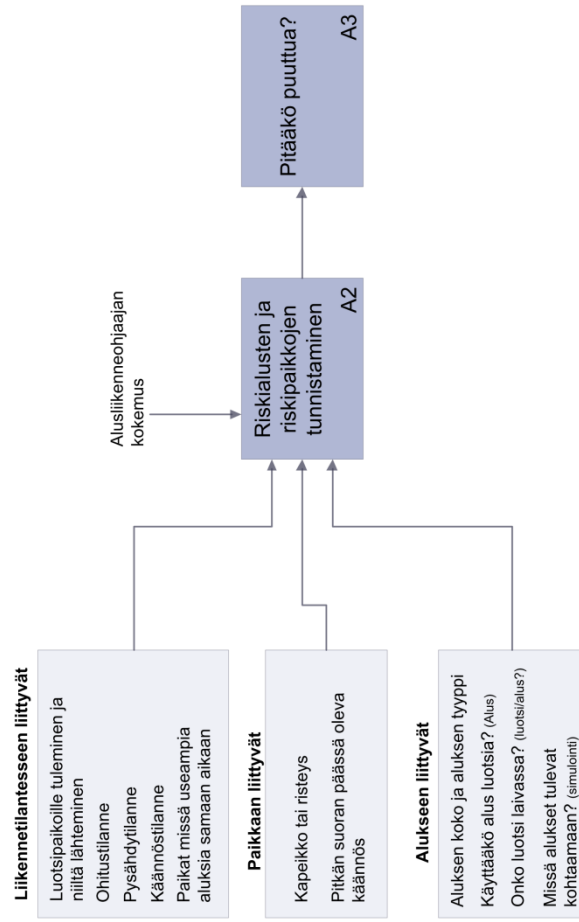 Liikennetilantesseen liittyvät
Luotsipaikoille tuleminen ja
niiltä lähteminen
Ohitustilanne
Pysähdytilanne
Käännöstilanne
Paikat missä useampia
aluksia samaan aikaan
Paikkaan liittyvät
Kapeikko tai risteys
Pitkän suoran päässä oleva
käännös
Alukseen liittyvät
Aluksen koko ja aluksen tyyppi
Käyttääkö alus luotsia? (Alus)
Onko luotsi laivassa? (luotsi/alus?)
Missä alukset tulevat
kohtaamaan? (simulointi)
Alusliikenneohjaajan
kokemus
Riskialusten ja
riskipaikkojen
tunnistaminen
A2
Pitääkö puuttua?
A3